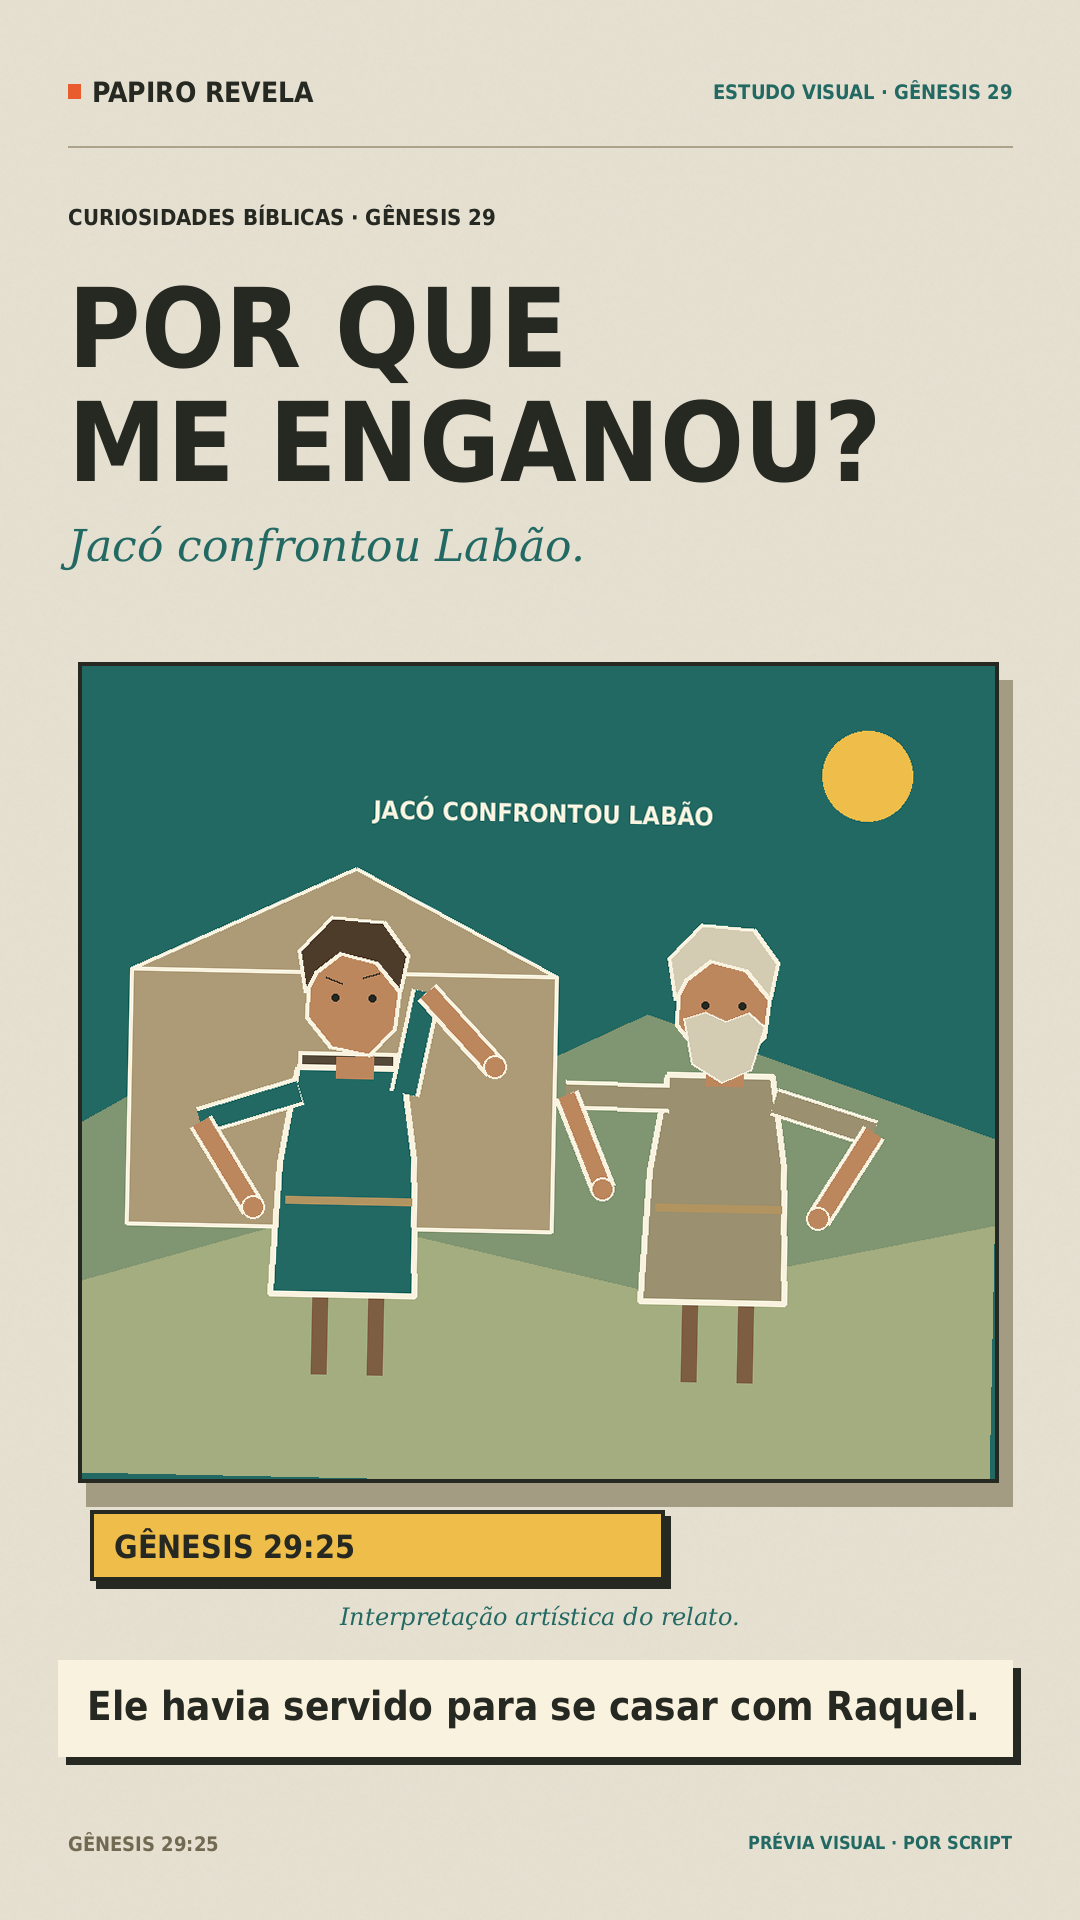 PAPIRO REVELA
ESTUDO VISUAL · GÊNESIS 29
CURIOSIDADES BÍBLICAS · GÊNESIS 29
POR QUE
ME ENGANOU?
Jacó confrontou Labão.
JACÓ CONFRONTOU LABÃO
GÊNESIS 29:25
Interpretação artística do relato.
Ele havia servido para se casar com Raquel.
GÊNESIS 29:25
PRÉVIA VISUAL · POR SCRIPT